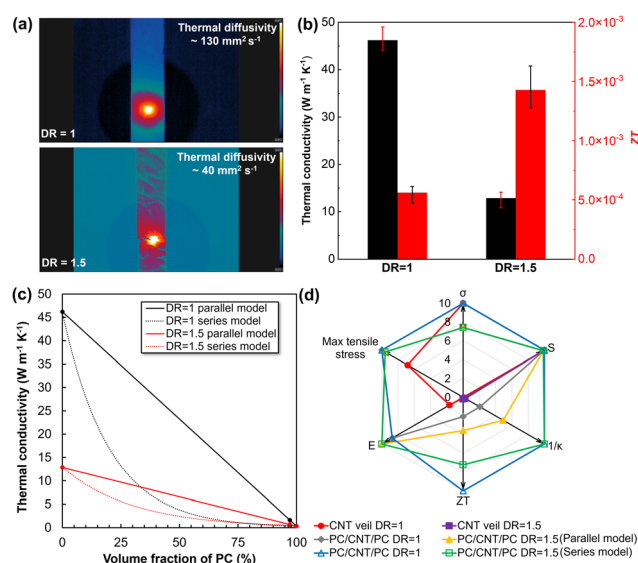 (a)
Thermal diffusivity
~ 130 mm² s⁻¹
DR = 1
Thermal diffusivity
~ 40 mm² s⁻¹
DR = 1.5
(b)
Thermal conductivity (W m⁻¹ K⁻¹)
50
40
30
20
10
0
DR=1
DR=1.5
2.0×10⁻³
1.5×10⁻³
1.0×10⁻³
5.0×10⁻⁴
0.0
ZT
(c)
Thermal Conductivity (W m⁻¹ K⁻¹)
50
45
40
35
30
25
20
15
10
5
0
0
20
40
60
80
100
Volume fraction of PC (%)
DR=1 parallel model
DR=1 series model
DR=1.5 parallel model
DR=1.5 series model
(d)
σ
10
8
6
4
2
0
Max tensile
stress
S
E
1/κ
ZT
CNT veil DR=1
CNT veil DR=1.5
PC/CNT/PC DR=1
PC/CNT/PC DR=1.5(Parallel model)
PC/CNT/PC DR=1
PC/CNT/PC DR=1.5(Series model)